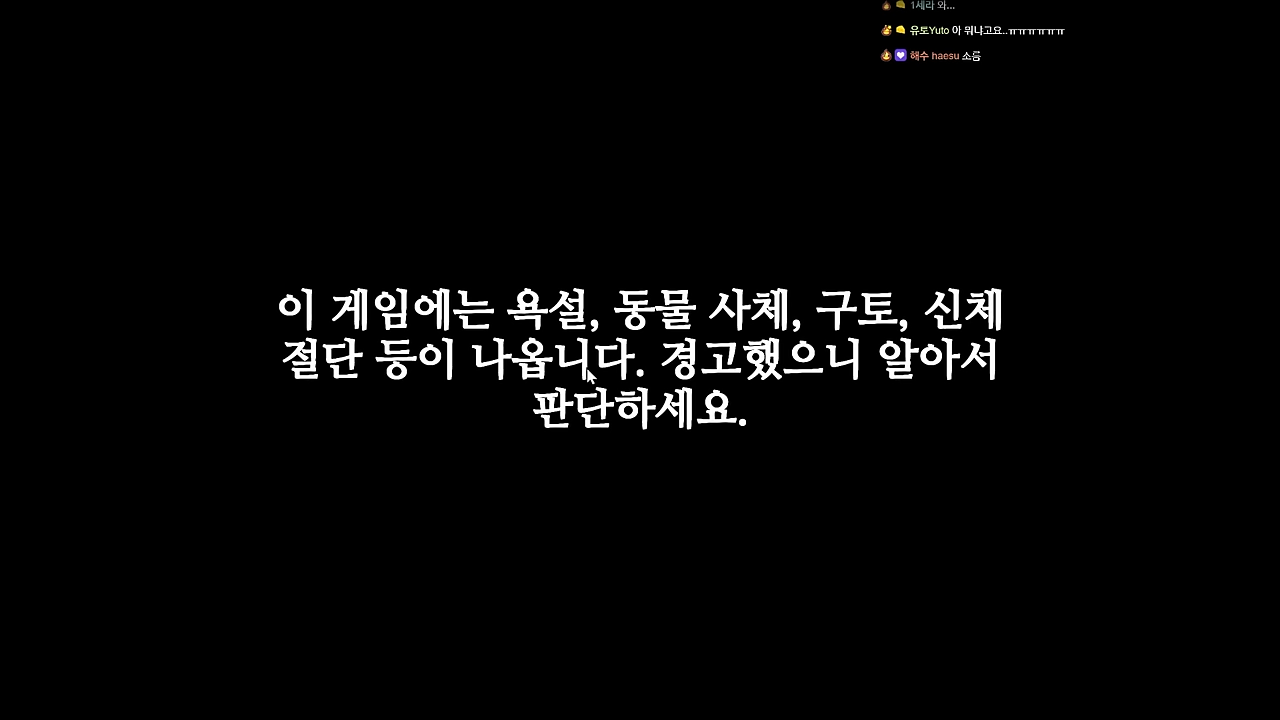 1세라 와...
유토Yuto 아 뭐냐고요..ㅠㅠㅠㅠㅠㅠ
해수 haesu 소름
이 게임에는 욕설, 동물 사체, 구토, 신체
절단 등이 나옵니다. 경고했으니 알아서
판단하세요.